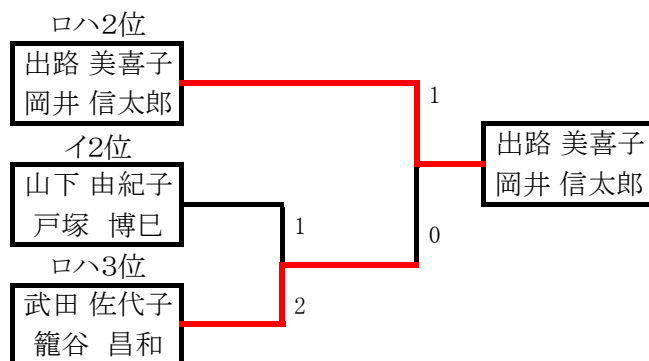 ロハ2位
出路 美喜子
岡井 信太郎
1
出路 美喜子
岡井 信太郎
イ2位
山下 由紀子
戸塚 博巳
1
0
ロハ3位
武田 佐代子
籠谷 昌和
2